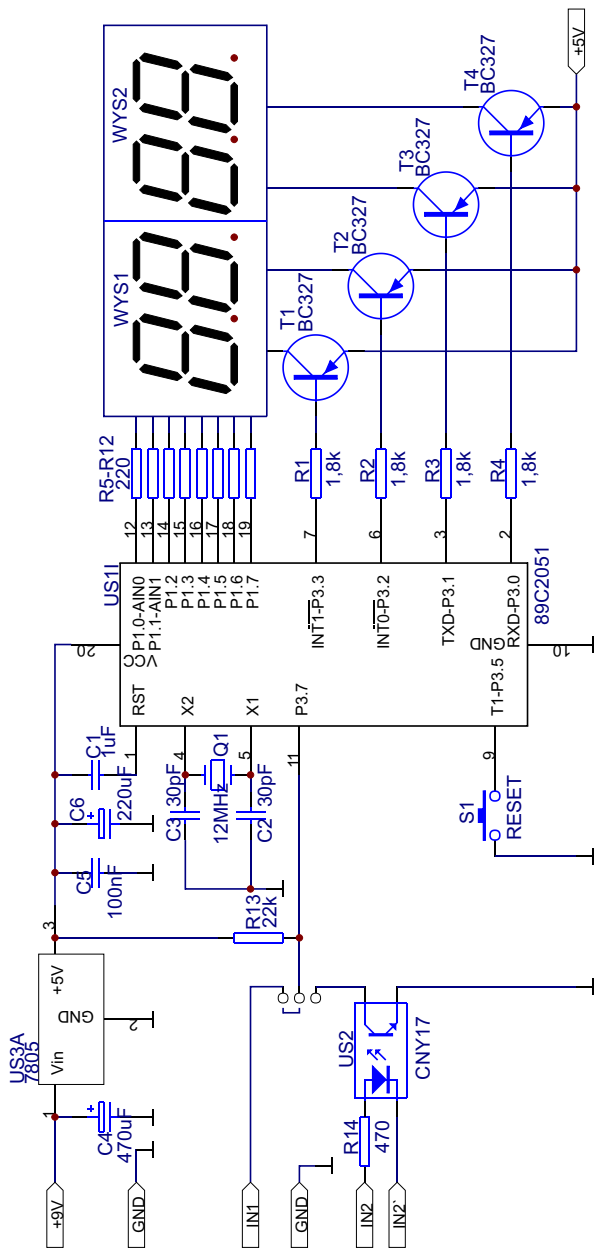 +9V
GND
IN1
GND
IN2
IN2`
US3A
7805
Vin
+5V
GND
1
3
2
C4
470uF
+
C5
100nF
C6
220uF
+
C1
1uF
C3
30pF
12MHz
Q1
C2
30pF
R13
22k
R14
470
US2
CNY17
S1
RESET
US1I
89C2051
20
VCC
RST
1
X2
4
X1
5
P3.7
11
T1-P3.5
9
GND
10
P1.0-AIN0
12
P1.1-AIN1
13
P1.2
14
P1.3
15
P1.4
16
P1.5
17
P1.6
18
P1.7
19
INT1-P3.3
7
INT0-P3.2
6
TXD-P3.1
3
RXD-P3.0
2
R5-R12
220
R1
1,8k
R2
1,8k
R3
1,8k
R4
1,8k
WYS1
WYS2
88
88
T1
BC327
T2
BC327
T3
BC327
T4
BC327
+5V